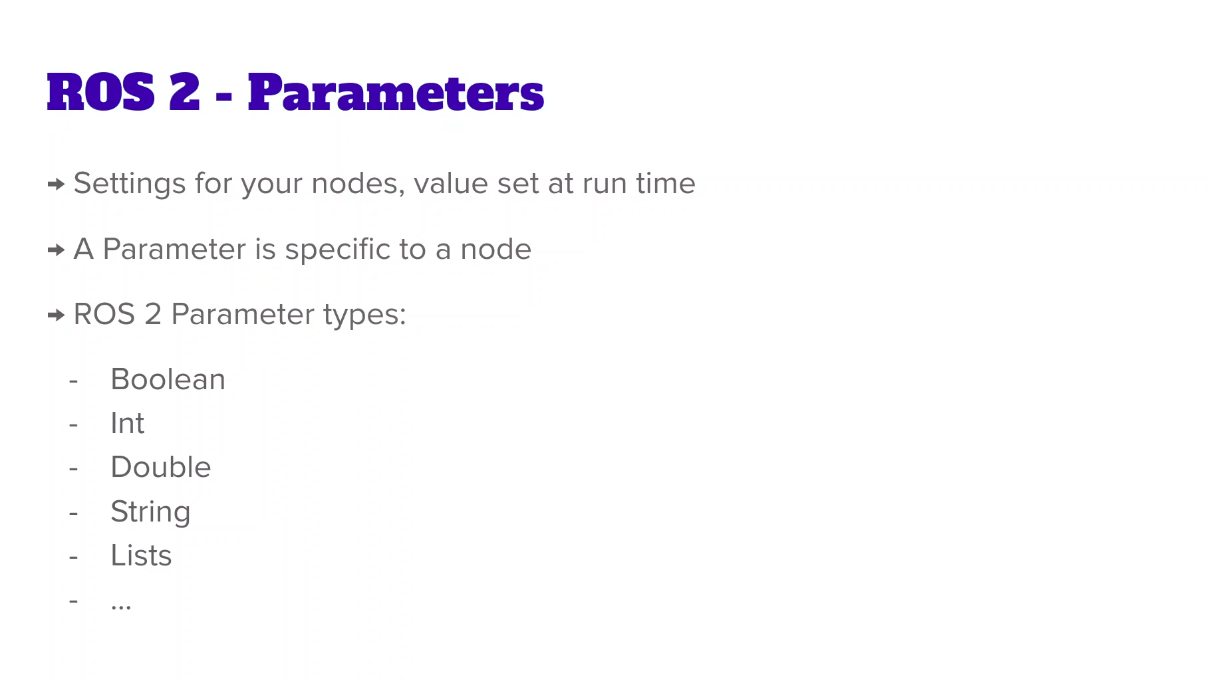 ROS 2 - Parameters
➡ Settings for your nodes, value set at run time
➡ A Parameter is specific to a node
➡ ROS 2 Parameter types:
- Boolean
- Int
- Double
- String
- Lists
- ...